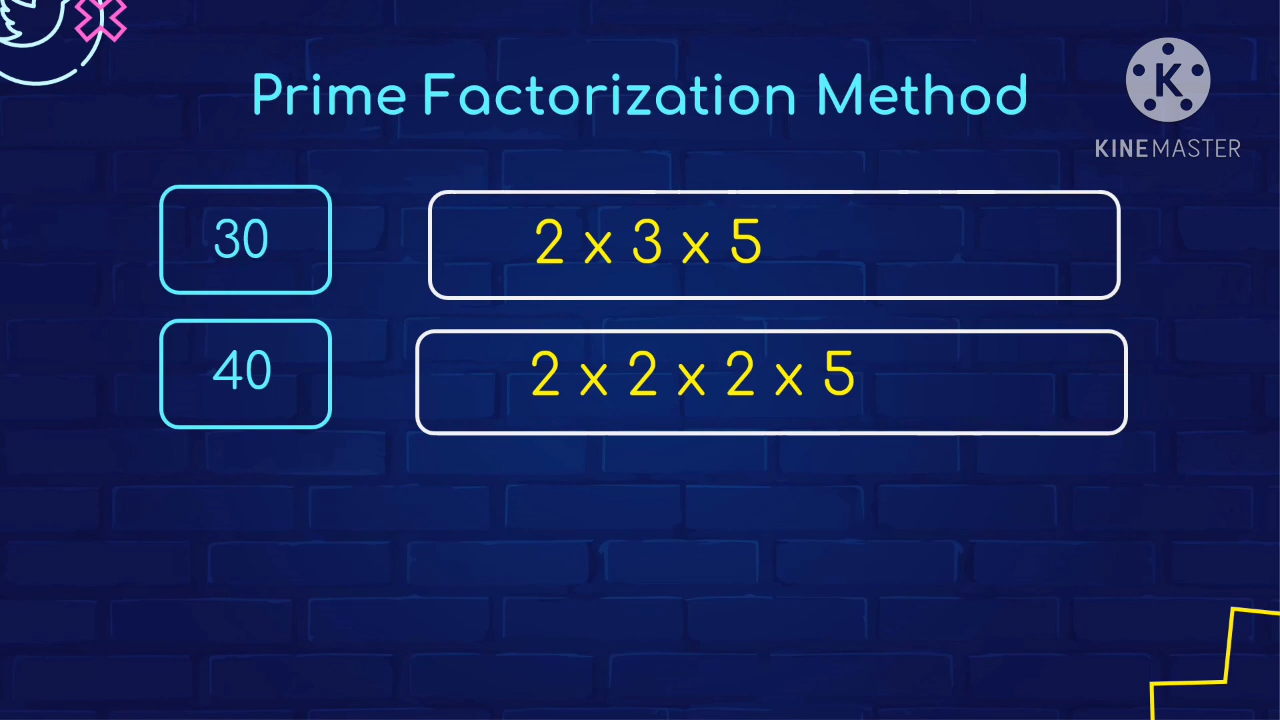 Prime Factorization Method
K
KINEMASTER
30
2 x 3 x 5
40
2 x 2 x 2 x 5